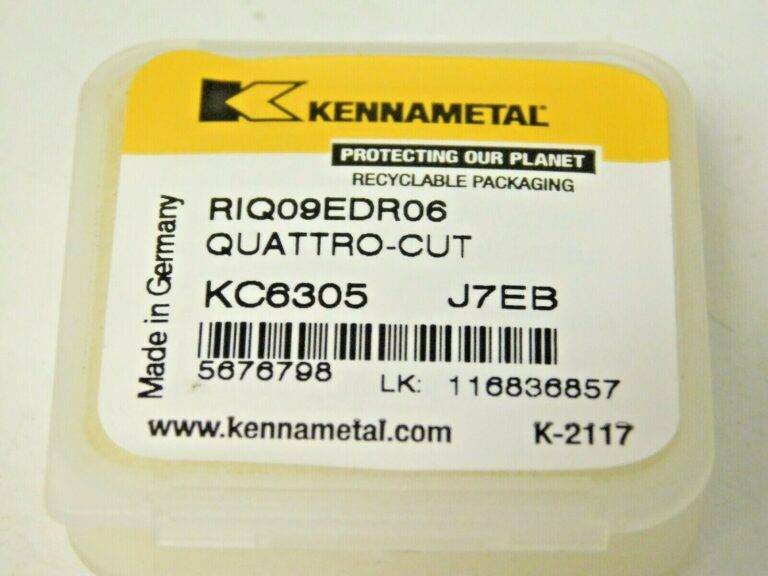 KENNAMETAL
PROTECTING OUR PLANET
RECYCLABLE PACKAGING
Made in Germany
RIQ09EDR06
QUATTRO-CUT
KC6305 J7EB
5676798 LK: 116836857
www.kennametal.com K-2117